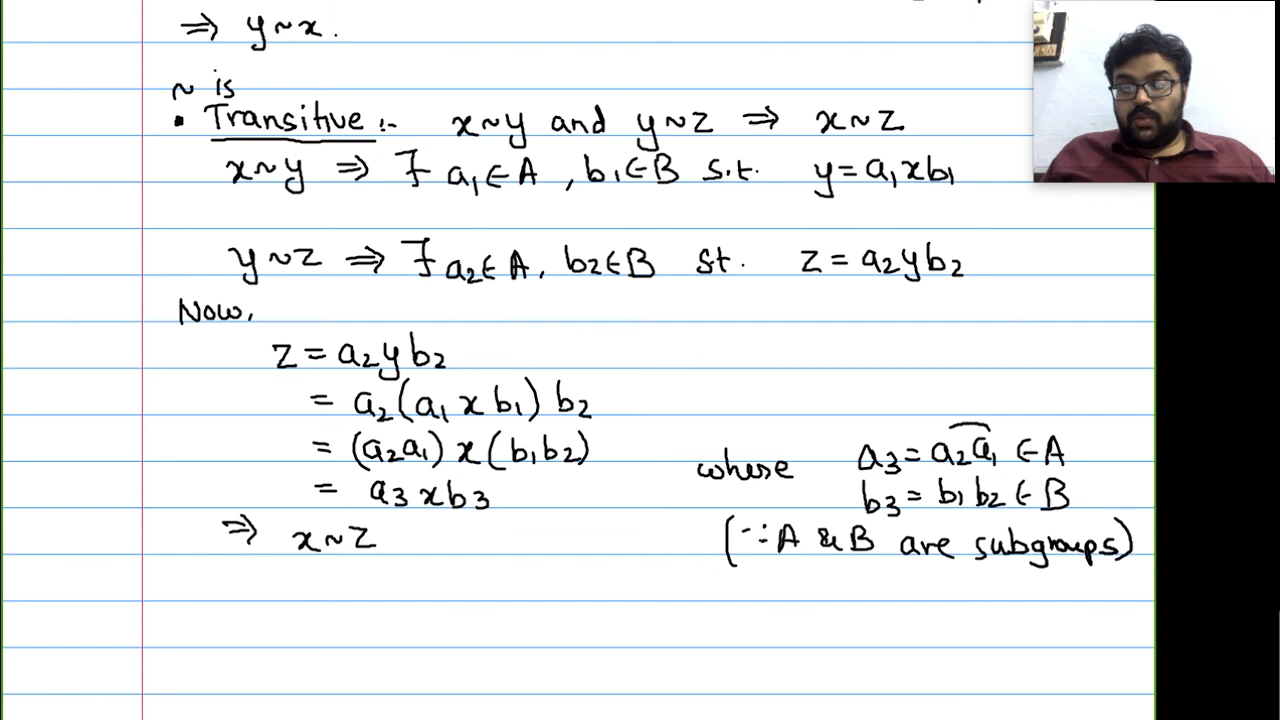 ⇒ y~x.
~ is
• Transitive :- x~y and y~z ⇒ x~z.
x~y ⇒ ∃ a₁∈A, b₁∈B s.t. y=a₁xb₁
y~z ⇒ ∃ a₂∈A, b₂∈B s.t. z=a₂yb₂
Now,
z = a₂yb₂
= a₂(a₁xb₁)b₂
= (a₂a₁)x(b₁b₂)
= a₃xb₃ where a₃=a₂a₁∈A
b₃=b₁b₂∈B
⇒ x~z (∵ A & B are subgroups)